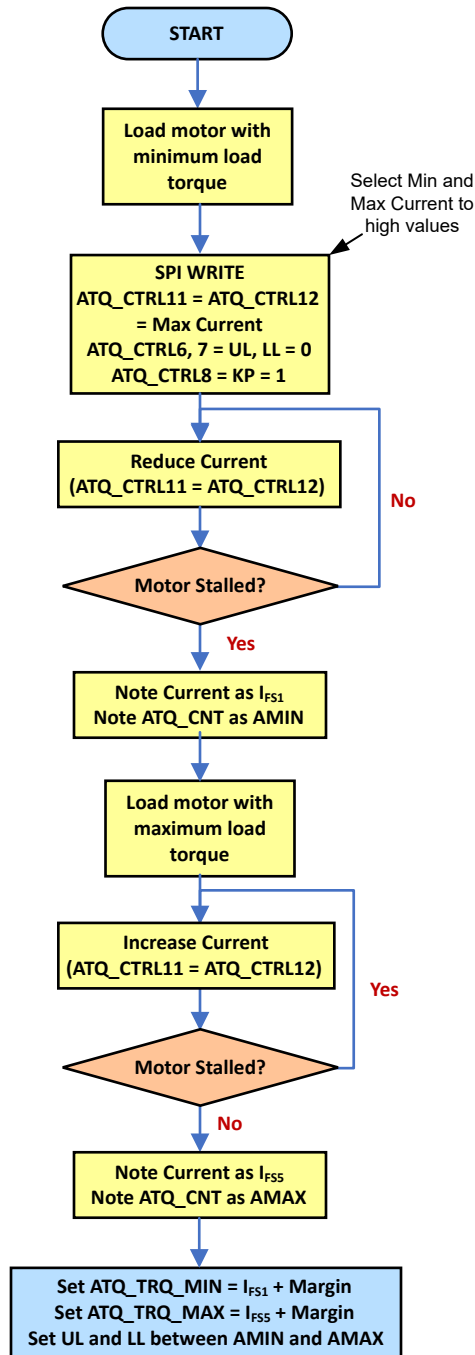 START
Load motor with
minimum load
torque
Select Min and
Max Current to
high values
SPI WRITE
ATQ_CTRL11 = ATQ_CTRL12
= Max Current
ATQ_CTRL6, 7 = UL, LL = 0
ATQ_CTRL8 = KP = 1
Reduce Current
(ATQ_CTRL11 = ATQ_CTRL12)
No
Motor Stalled?
Yes
Note Current as IFS1
Note ATQ_CNT as AMIN
Load motor with
maximum load
torque
Increase Current
(ATQ_CTRL11 = ATQ_CTRL12)
Yes
Motor Stalled?
No
Note Current as IFS5
Note ATQ_CNT as AMAX
Set ATQ_TRQ_MIN = IFS1 + Margin
Set ATQ_TRQ_MAX = IFS5 + Margin
Set UL and LL between AMIN and AMAX